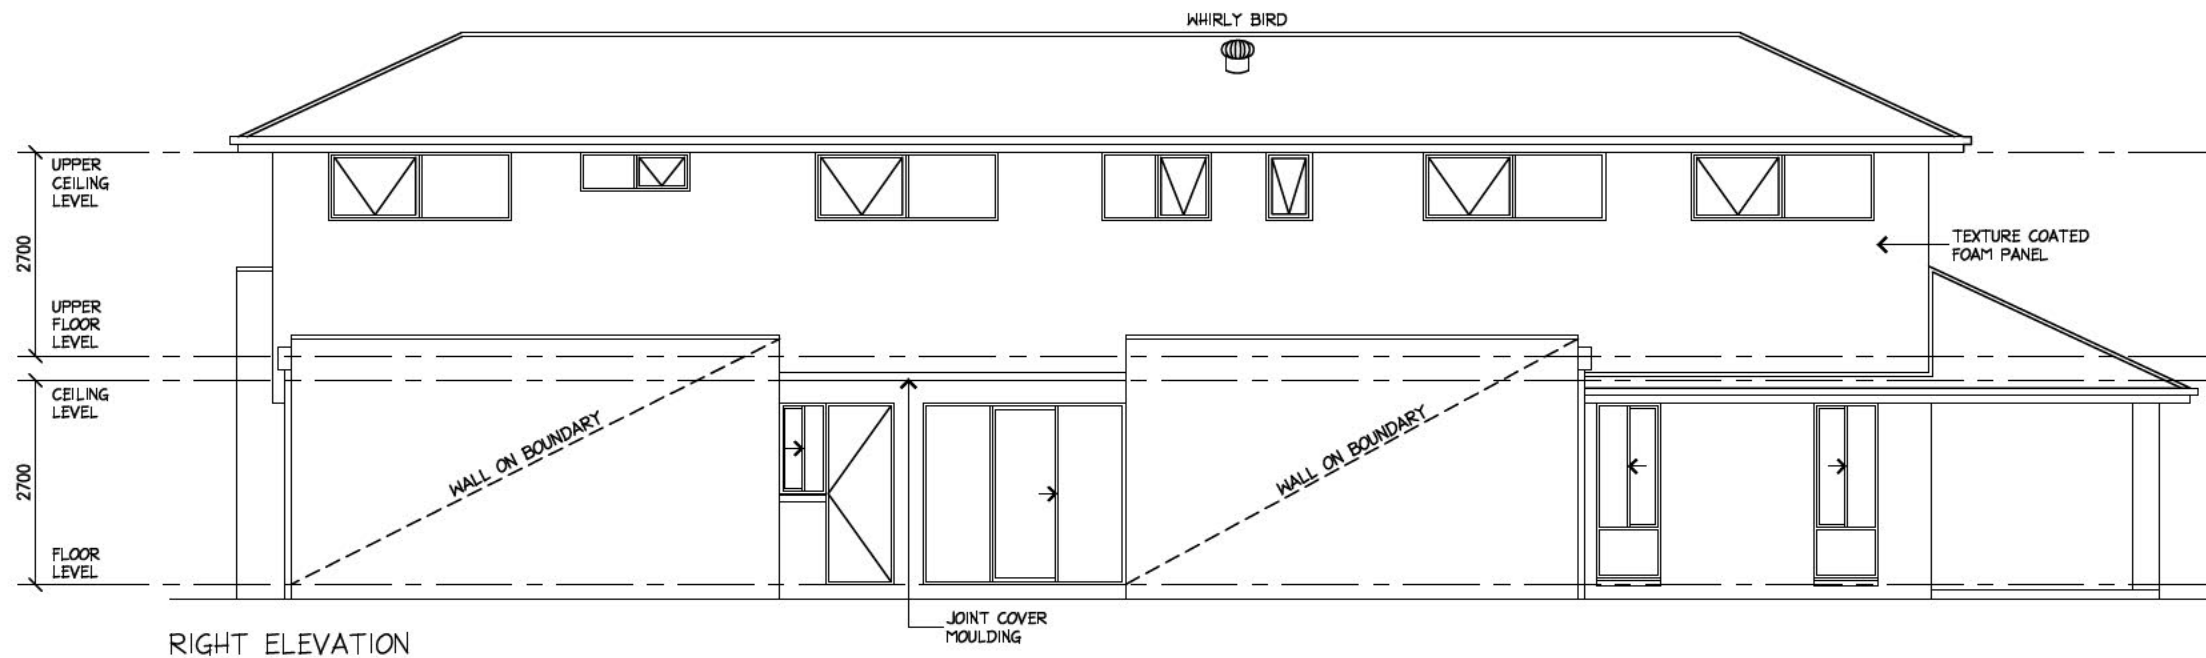 WHIRLY BIRD
UPPER
CEILING
LEVEL
2700
TEXTURE COATED
FOAM PANEL
UPPER
FLOOR
LEVEL
CEILING
LEVEL
WALL ON BOUNDARY
WALL ON BOUNDARY
2700
FLOOR
LEVEL
JOINT COVER
MOULDING
RIGHT ELEVATION